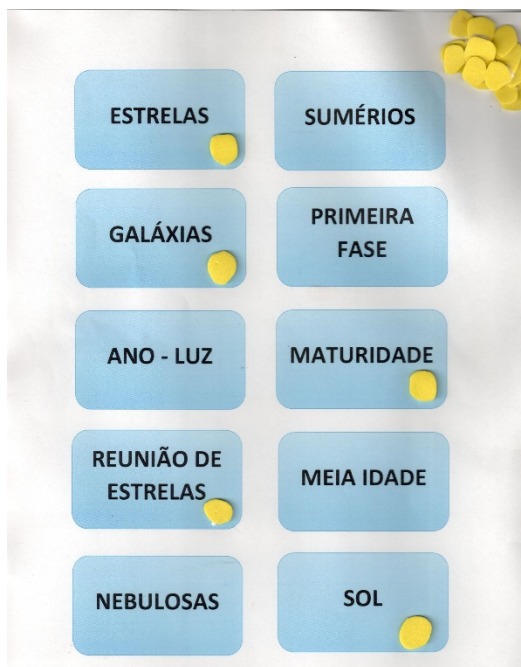 ESTRELAS
SUMÉRIOS
GALÁXIAS
PRIMEIRA
FASE
ANO - LUZ
MATURIDADE
REUNIÃO DE
ESTRELAS
MEIA IDADE
NEBULOSAS
SOL